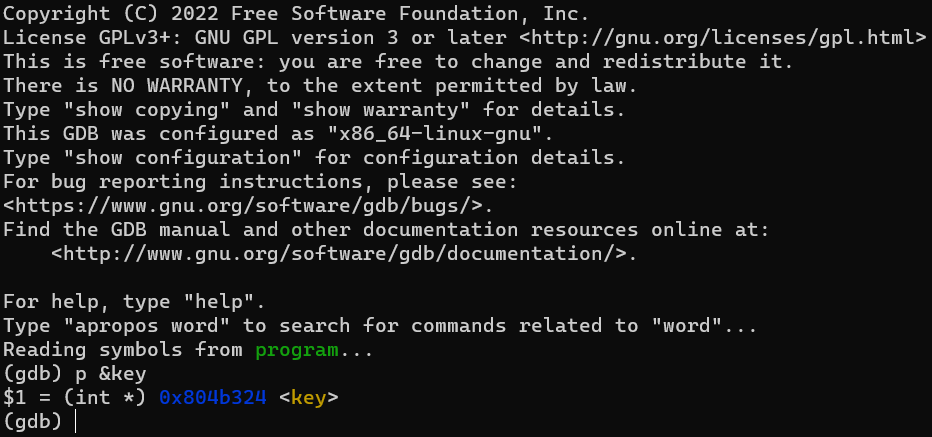 Copyright (C) 2022 Free Software Foundation, Inc.
License GPLv3+: GNU GPL version 3 or later <http://gnu.org/licenses/gpl.html>
This is free software: you are free to change and redistribute it.
There is NO WARRANTY, to the extent permitted by law.
Type "show copying" and "show warranty" for details.
This GDB was configured as "x86_64-linux-gnu".
Type "show configuration" for configuration details.
For bug reporting instructions, please see:
<https://www.gnu.org/software/gdb/bugs/>.
Find the GDB manual and other documentation resources online at:
    <http://www.gnu.org/software/gdb/documentation/>.

For help, type "help".
Type "apropos word" to search for commands related to "word"...
Reading symbols from program...
(gdb) p &key
$1 = (int *) 0x804b324 <key>
(gdb)